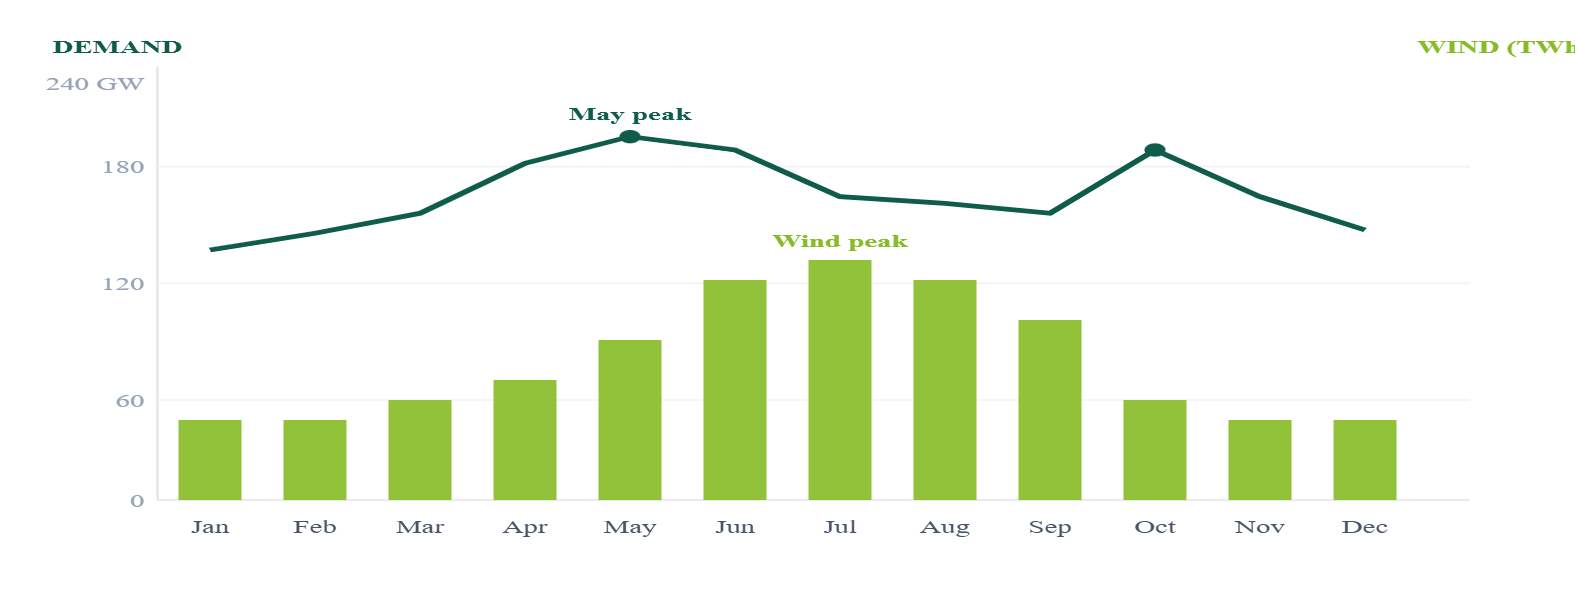 DEMAND
WIND (TWh
240 GW
May peak
180
Wind peak
120
60
0
Jan Feb Mar Apr May Jun Jul Aug Sep Oct Nov Dec